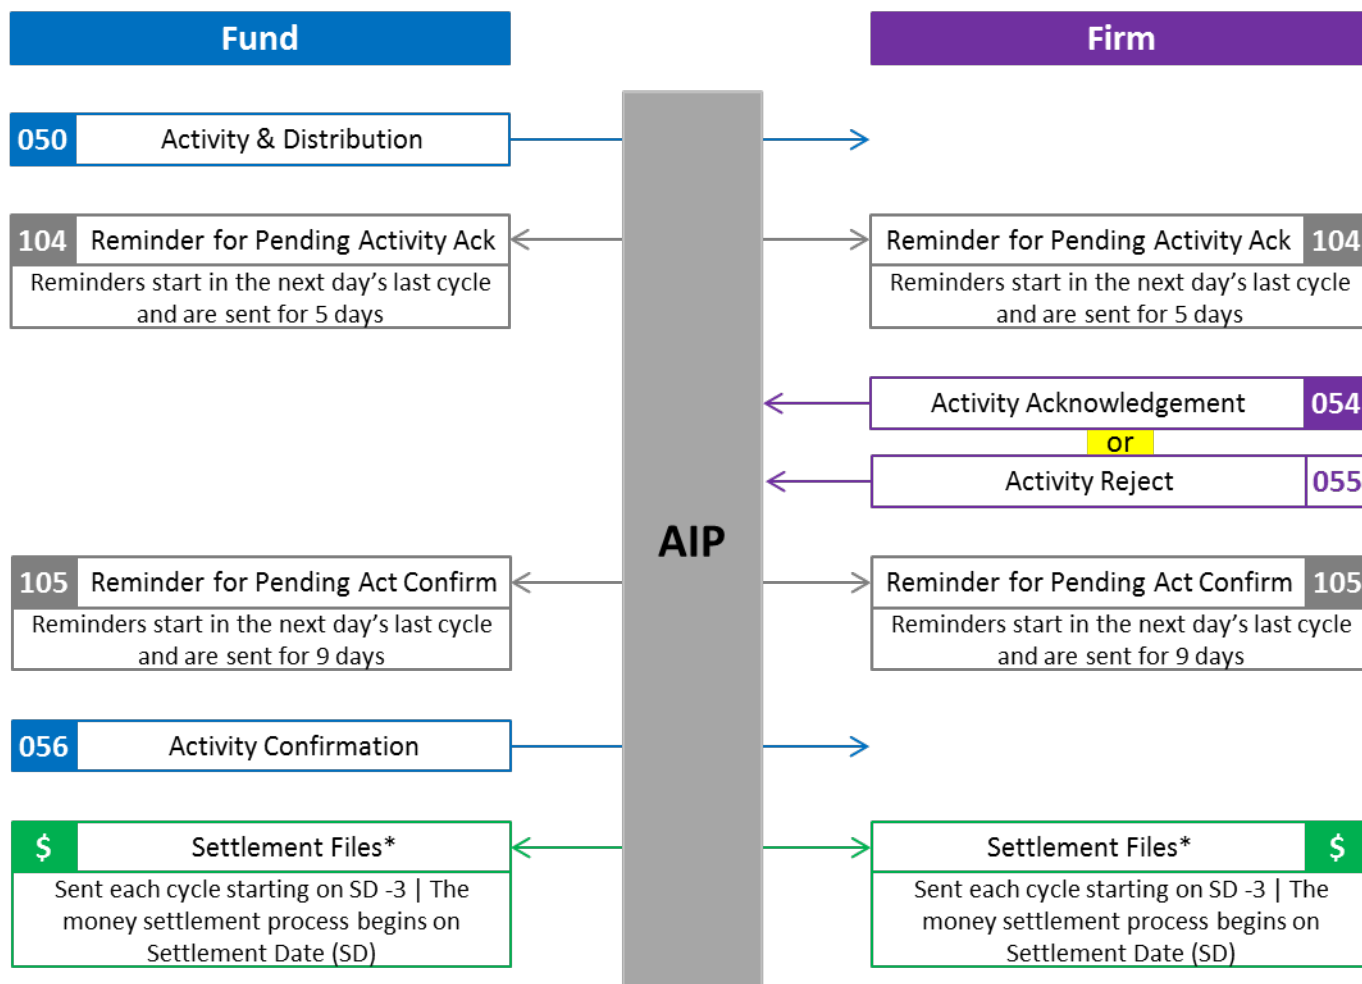 Fund
Firm
050 Activity & Distribution
104 Reminder for Pending Activity Ack
Reminders start in the next day's last cycle
and are sent for 5 days
Reminder for Pending Activity Ack 104
Reminders start in the next day's last cycle
and are sent for 5 days
Activity Acknowledgement 054
or
Activity Reject 055
AIP
105 Reminder for Pending Act Confirm
Reminders start in the next day's last cycle
and are sent for 9 days
Reminder for Pending Act Confirm 105
Reminders start in the next day's last cycle
and are sent for 9 days
056 Activity Confirmation
$ Settlement Files*
Sent each cycle starting on SD -3 | The
money settlement process begins on
Settlement Date (SD)
Settlement Files* $
Sent each cycle starting on SD -3 | The
money settlement process begins on
Settlement Date (SD)